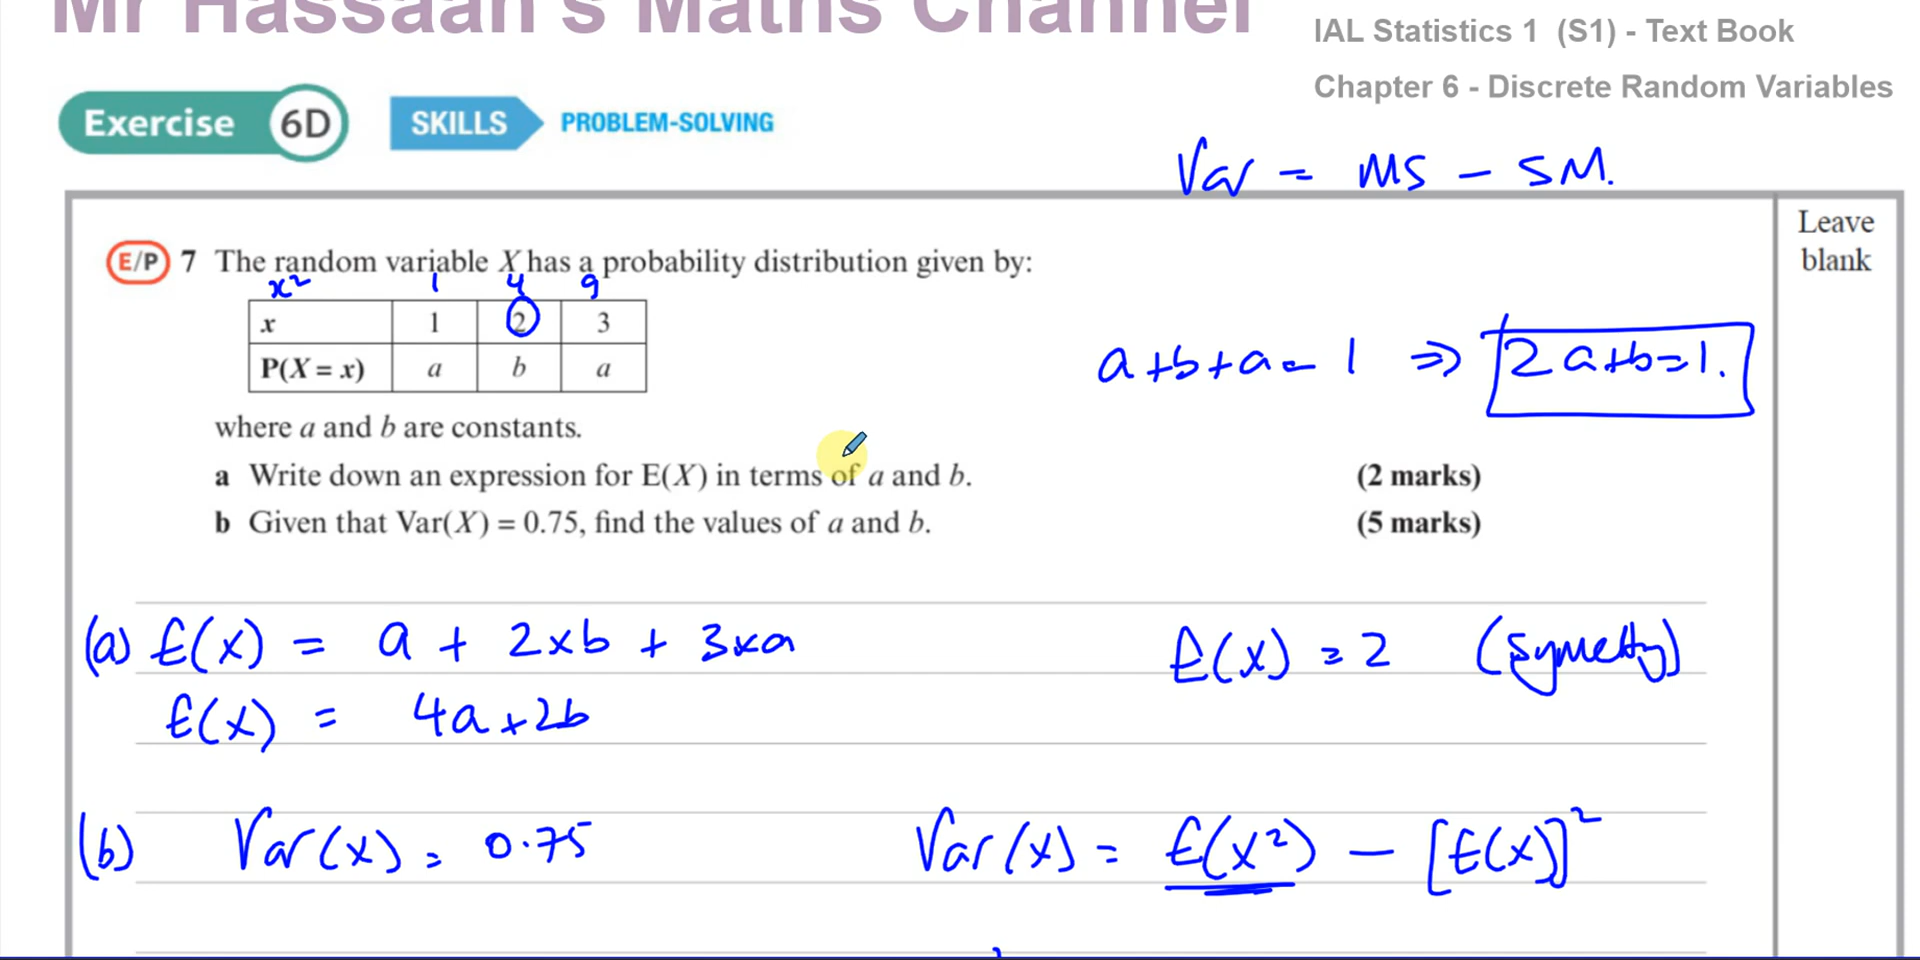 Mr Hassaan's Maths Channel
IAL Statistics 1 (S1) - Text Book
Chapter 6 - Discrete Random Variables
Exercise 6D SKILLS PROBLEM-SOLVING
Var = MS - SM.
Leave
blank
E/P 7 The random variable X has a probability distribution given by:
x² 1 4 9
x 1 2 3
P(X = x) a b a
a+b+a = 1 ⇒ 2a+b=1.
where a and b are constants.
a Write down an expression for E(X) in terms of a and b. (2 marks)
b Given that Var(X) = 0.75, find the values of a and b. (5 marks)
(a) E(X) = a + 2×b + 3×a E(X) = 2 (symetty)
E(X) = 4a+2b
(b) Var(X) = 0.75 Var(X) = E(X²) - [E(X)]²